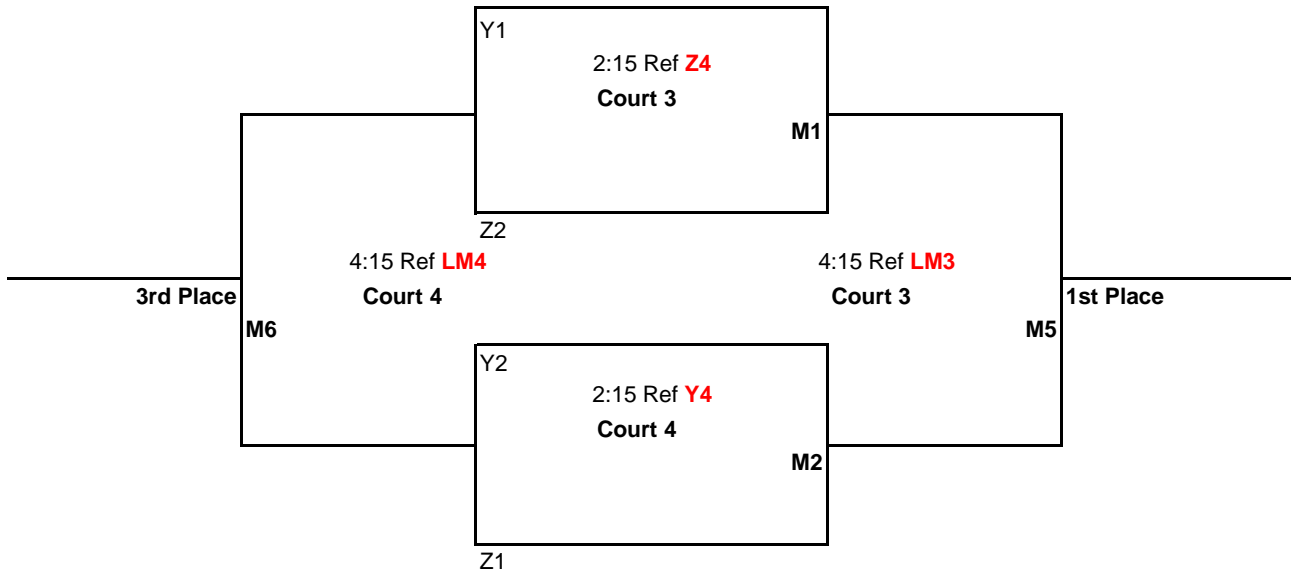 Y1
2:15 Ref Z4
Court 3
M1
Z2
4:15 Ref LM4
Court 4
4:15 Ref LM3
Court 3
3rd Place
1st Place
M6
M5
Y2
2:15 Ref Y4
Court 4
M2
Z1